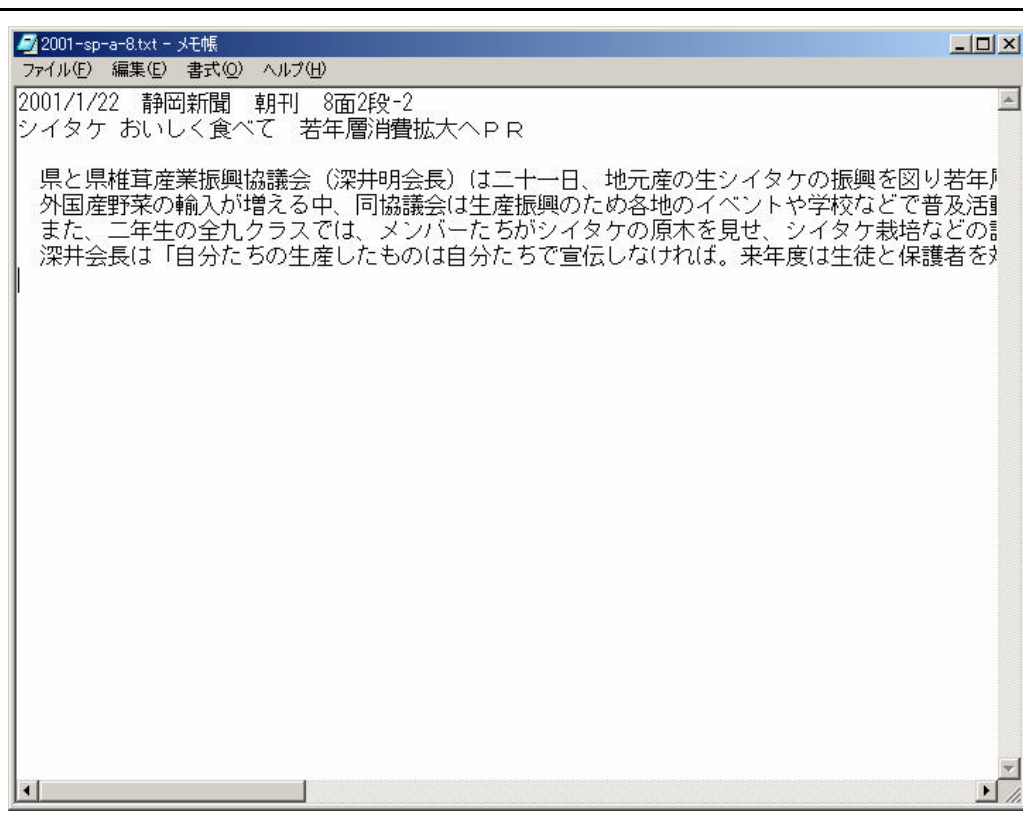 2001-sp-a-8.txt - メモ帳
ファイル(F) 編集(E) 書式(O) ヘルプ(H)
2001/1/22 静岡新聞 朝刊 8面2段-2
シイタケ おいしく食べて 若年層消費拡大へＰＲ
県と県椎茸産業振興協議会（深井明会長）は二十一日、地元産の生シイタケの振興を図り若年
外国産野菜の輸入が増える中、同協議会は生産振興のため各地のイベントや学校などで普及活
また、二年生の全九クラスでは、メンバーたちがシイタケの原木を見せ、シイタケ栽培などの
深井会長は「自分たちの生産したものは自分たちで宣伝しなければ。来年度は生徒と保護者を